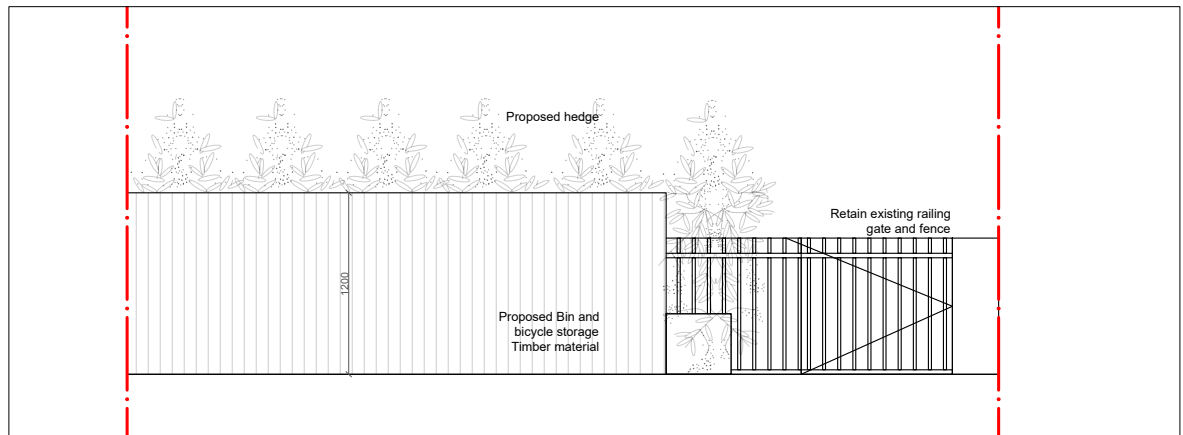 Proposed hedge
Retain existing railing
gate and fence
1200
Proposed Bin and
bicycle storage
Timber material